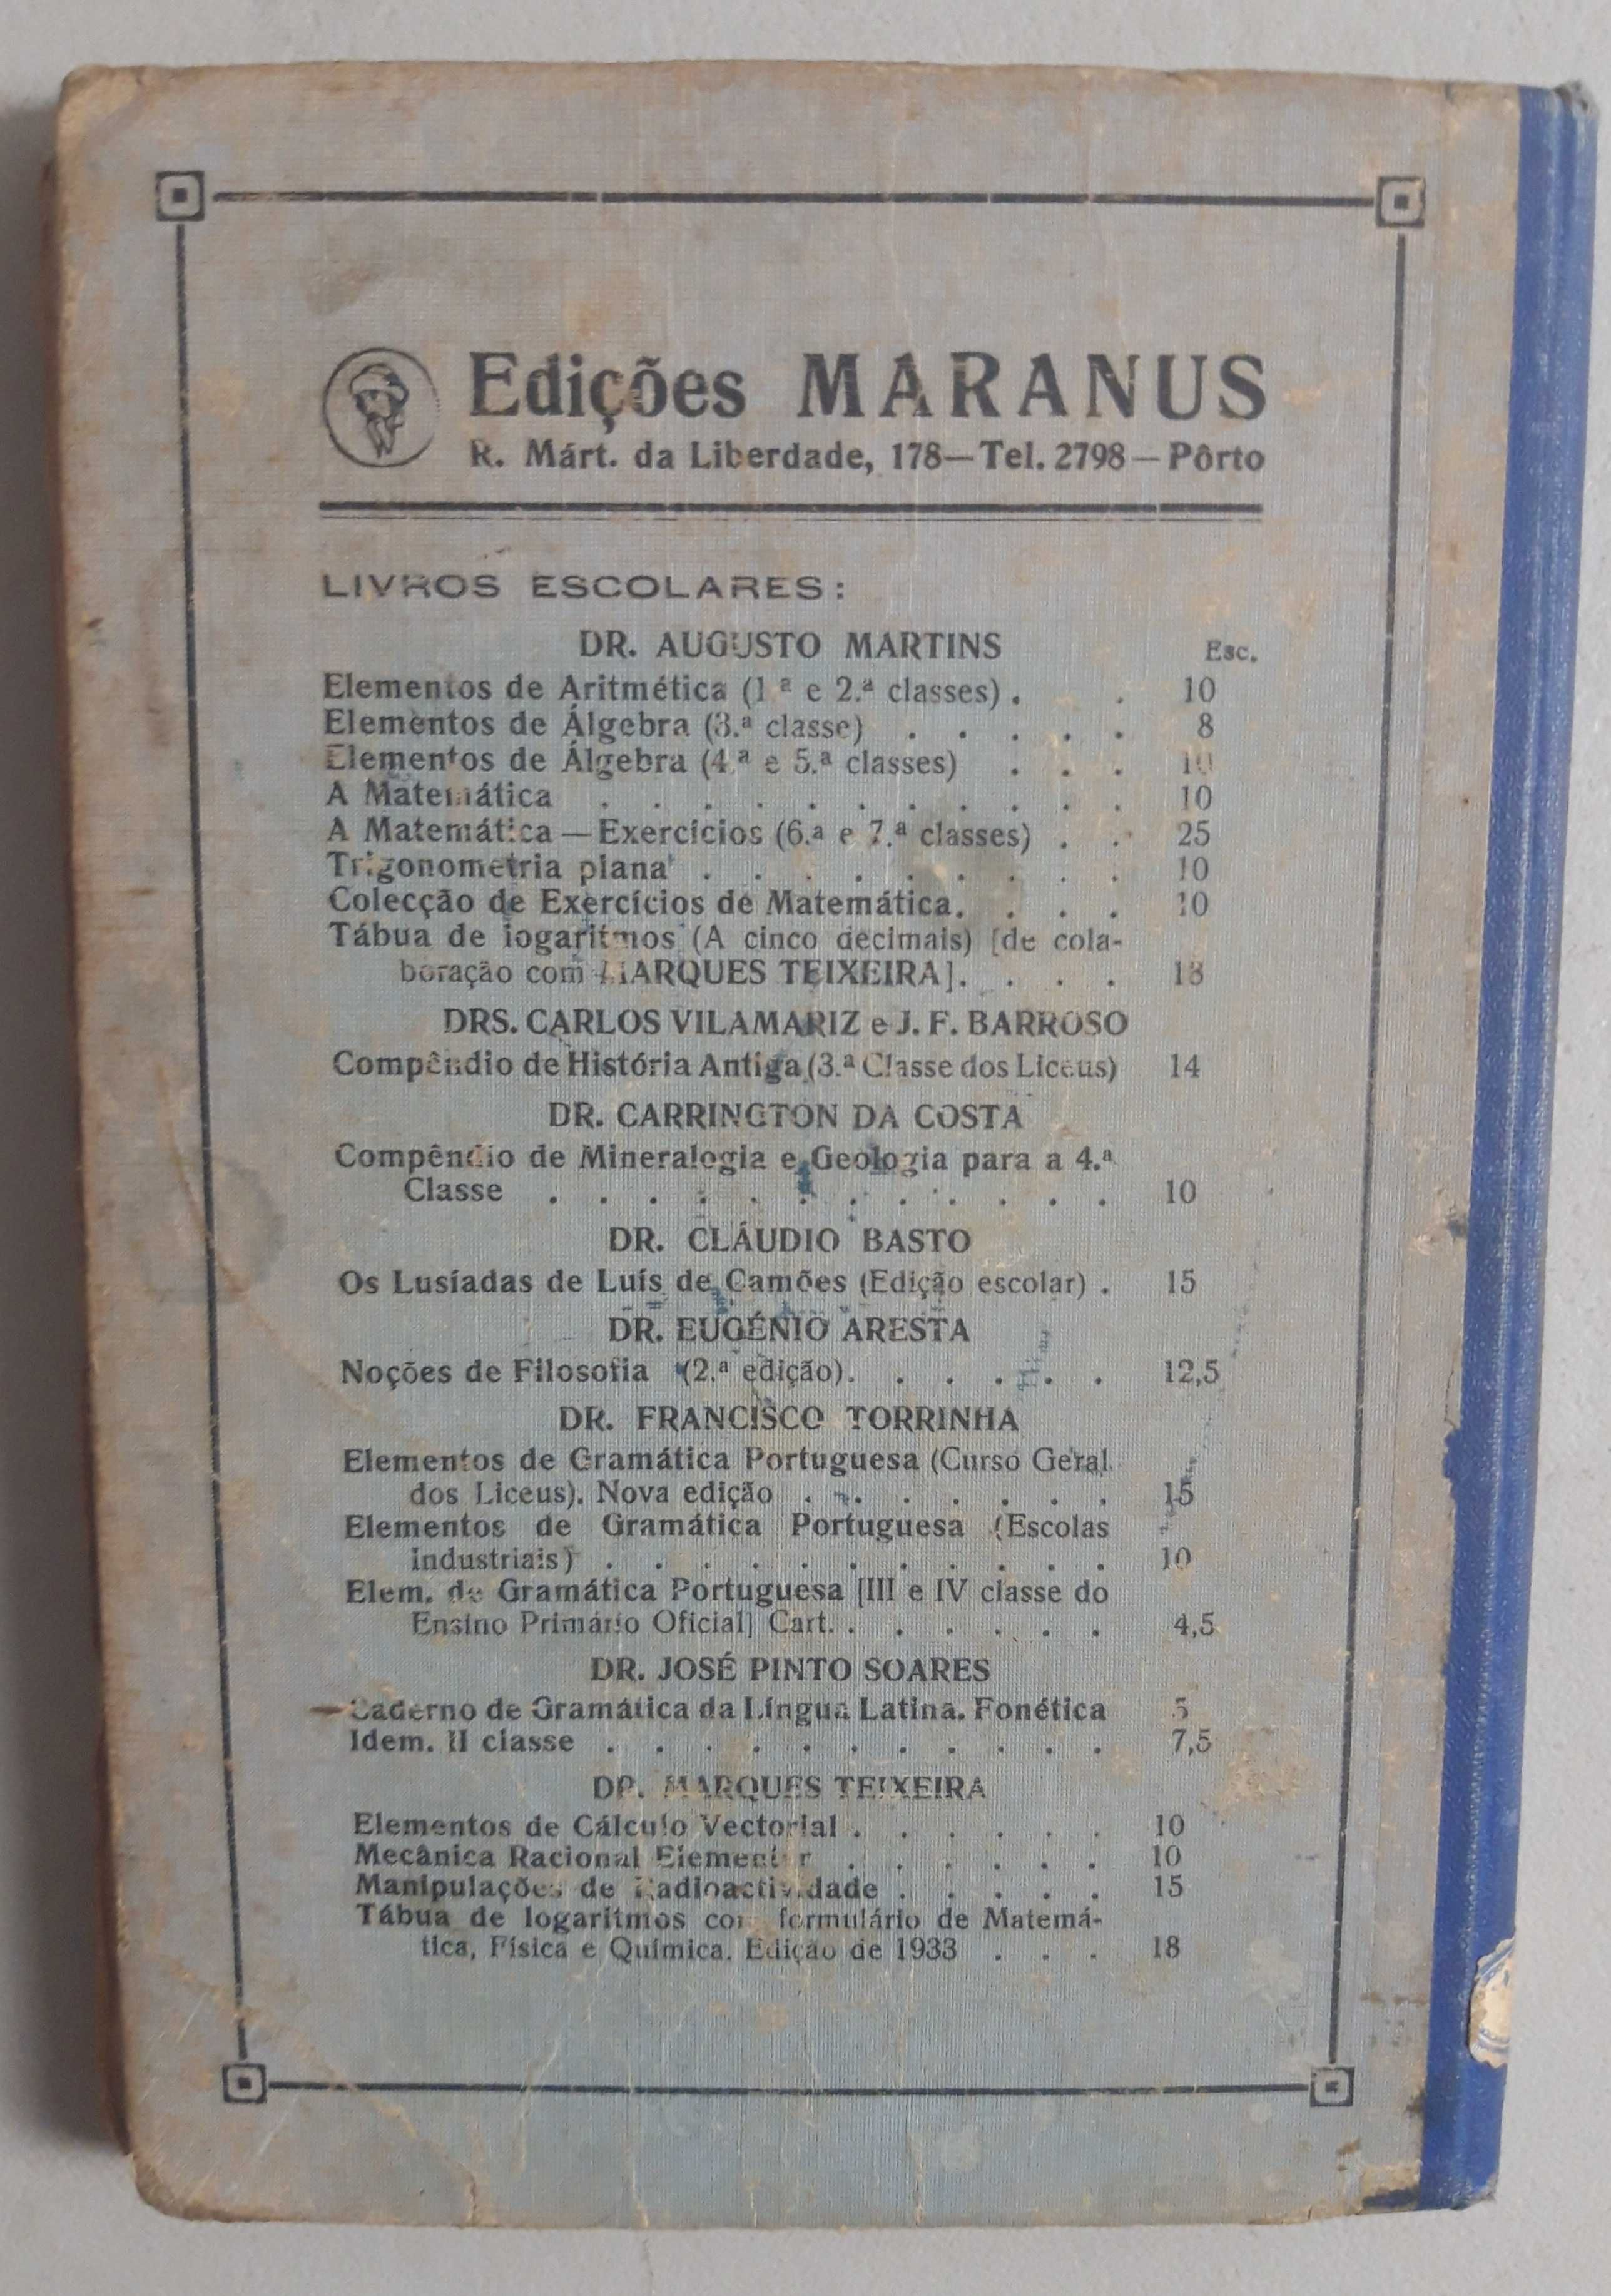 Edições MARANUS
R. Márt. da Liberdade, 178—Tel. 2798—Pôrto
LIVROS ESCOLARES:
DR. AUGUSTO MARTINS Esc.
Elementos de Aritmética (1.ª e 2.ª classes) . . 10
Elementos de Álgebra (3.ª classe) . . . . . 8
Elementos de Álgebra (4.ª e 5.ª classes) . . . 10
A Matemática . . . . . . . . . . . 10
A Matemática—Exercícios (6.ª e 7.ª classes) . . 25
Trigonometria plana . . . . . . . . . 10
Colecção de Exercícios de Matemática. . . . 10
Tábua de logaritmos (A cinco decimais) [de cola-
boração com MARQUES TEIXEIRA]. . . . 18
DRS. CARLOS VILAMARIZ e J. F. BARROSO
Compêndio de História Antiga (3.ª Classe dos Liceus) 14
DR. CARRINGTON DA COSTA
Compêndio de Mineralogia e Geologia para a 4.ª
Classe . . . . . . . . . . . . 10
DR. CLÁUDIO BASTO
Os Lusíadas de Luís de Camões (Edição escolar) . 15
DR. EUGÉNIO ARESTA
Noções de Filosofia (2.ª edição). . . . . . 12,5
DR. FRANCISCO TORRINHA
Elementos de Gramática Portuguesa (Curso Geral
dos Liceus). Nova edição . . . . . . . 15
Elementos de Gramática Portuguesa (Escolas
Industriais) . . . . . . . . . . . 10
Elem. de Gramática Portuguesa [III e IV classe do
Ensino Primário Oficial] Cart. . . . . . . 4,5
DR. JOSÉ PINTO SOARES
Caderno de Gramática da Língua Latina. Fonética 5
Idem. II classe . . . . . . . . . . . 7,5
DR. MARQUES TEIXEIRA
Elementos de Cálculo Vectorial . . . . . . 10
Mecânica Racional Elementar . . . . . . 10
Manipulações de Radioactividade . . . . . 15
Tábua de logaritmos com formulário de Matemá-
tica, Física e Química. Edição de 1933 . . . 18